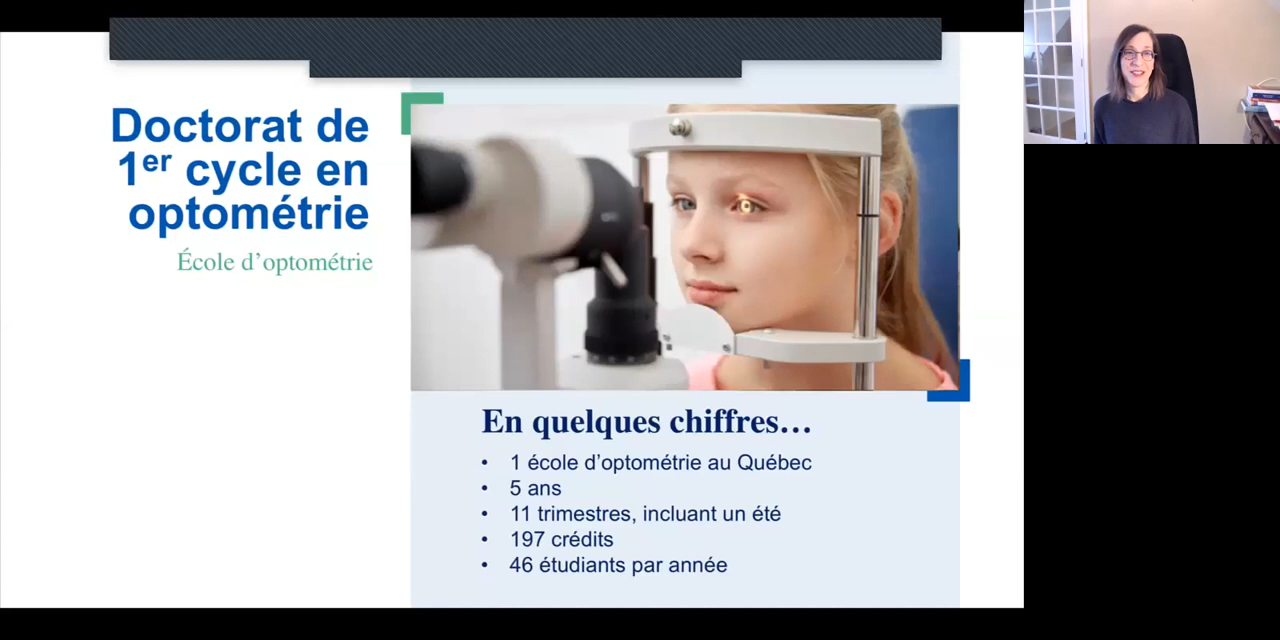 Doctorat de
1er cycle en
optométrie
École d’optométrie
En quelques chiffres…
• 1 école d’optométrie au Québec
• 5 ans
• 11 trimestres, incluant un été
• 197 crédits
• 46 étudiants par année